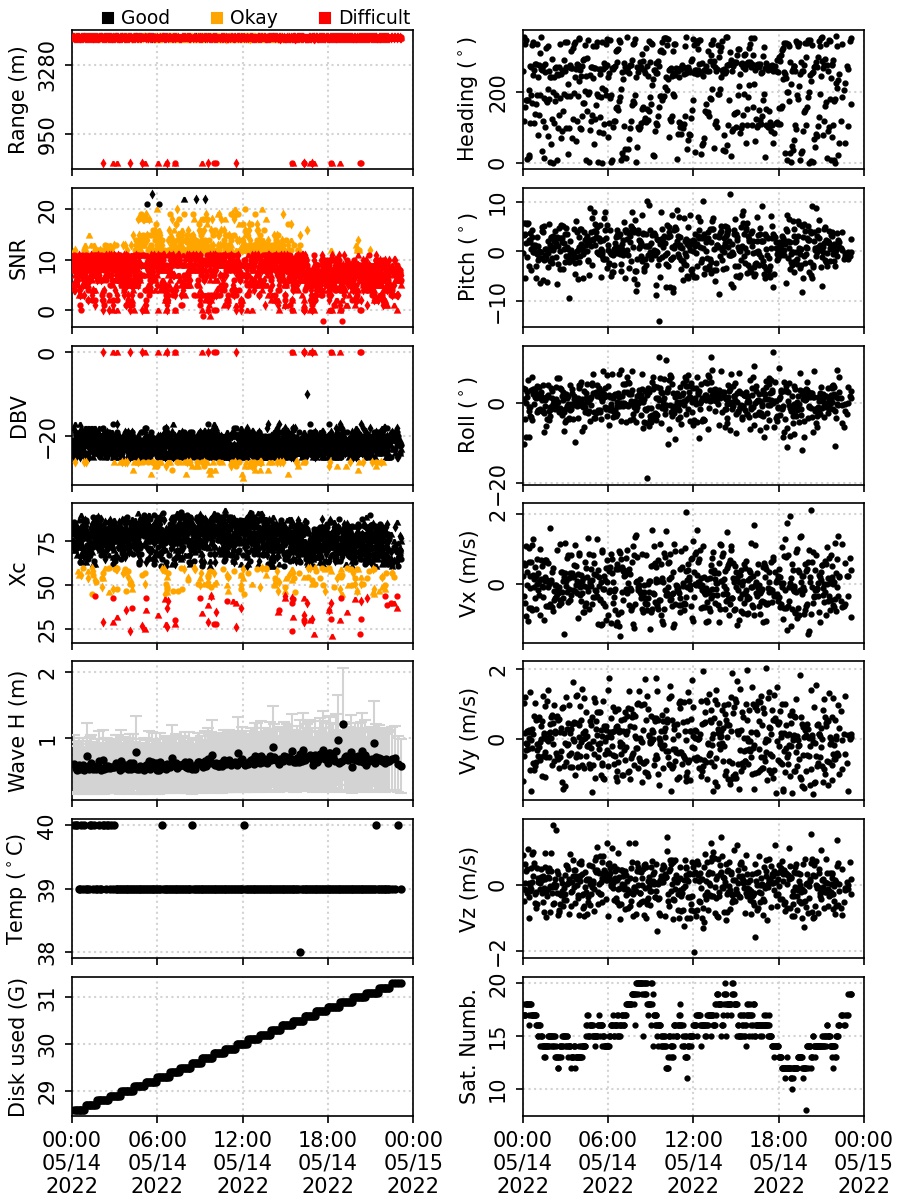 Good Okay Difficult
Range (m)
3280
950
Heading (°)
200
0
SNR
20
10
0
Pitch (°)
10
0
−10
DBV
0
−20
Roll (°)
0
−20
Xc
75
50
25
Vx (m/s)
2
0
Wave H (m)
2
1
Vy (m/s)
2
0
Temp (°C)
40
39
38
Vz (m/s)
0
−2
Disk used (G)
31
30
29
Sat. Numb.
20
15
10
00:00 06:00 12:00 18:00 00:00
05/14 05/14 05/14 05/14 05/15
2022 2022 2022 2022 2022
00:00 06:00 12:00 18:00 00:00
05/14 05/14 05/14 05/14 05/15
2022 2022 2022 2022 2022